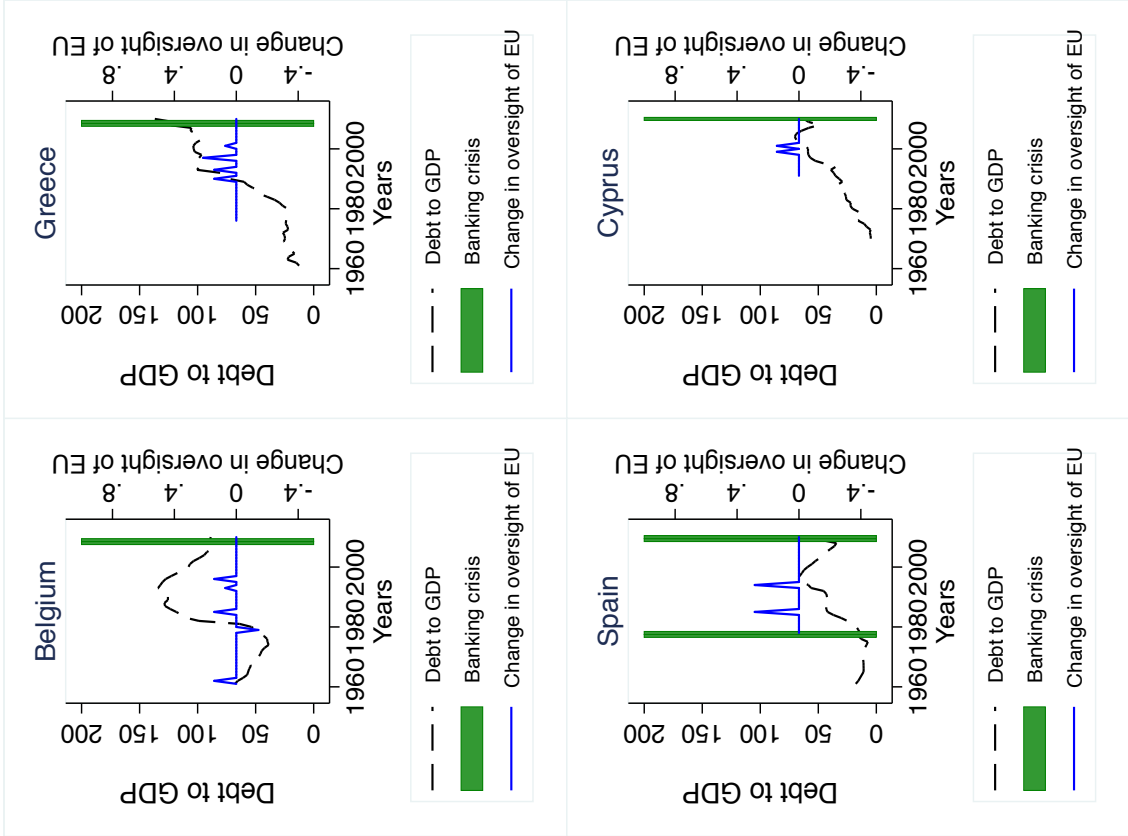 Belgium
Debt to GDP
200
150
100
50
0
.8
.4
0
-.4
Change in oversight of EU
1960 1980 2000
Years
Debt to GDP
Banking crisis
Change in oversight of EU
Greece
Debt to GDP
200
150
100
50
0
.8
.4
0
-.4
Change in oversight of EU
1960 1980 2000
Years
Debt to GDP
Banking crisis
Change in oversight of EU
Spain
Debt to GDP
200
150
100
50
0
.8
.4
0
-.4
Change in oversight of EU
1960 1980 2000
Years
Debt to GDP
Banking crisis
Change in oversight of EU
Cyprus
Debt to GDP
200
150
100
50
0
.8
.4
0
-.4
Change in oversight of EU
1960 1980 2000
Years
Debt to GDP
Banking crisis
Change in oversight of EU